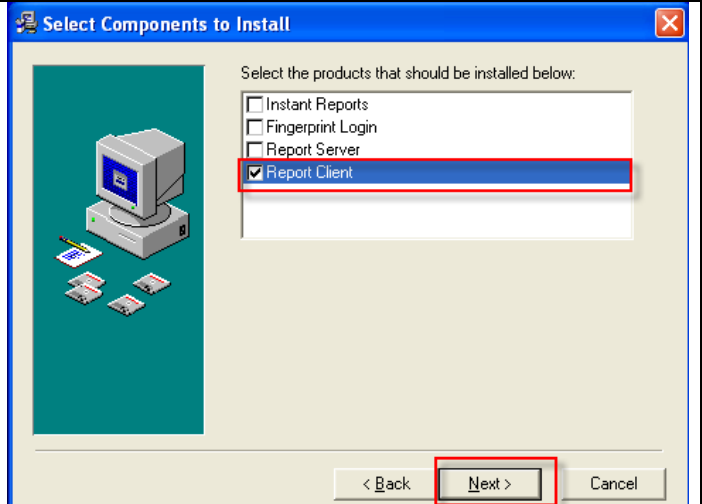 Select Components to Install
Select the products that should be installed below:
Instant Reports
Fingerprint Login
Report Server
Report Client
< Back
Next >
Cancel